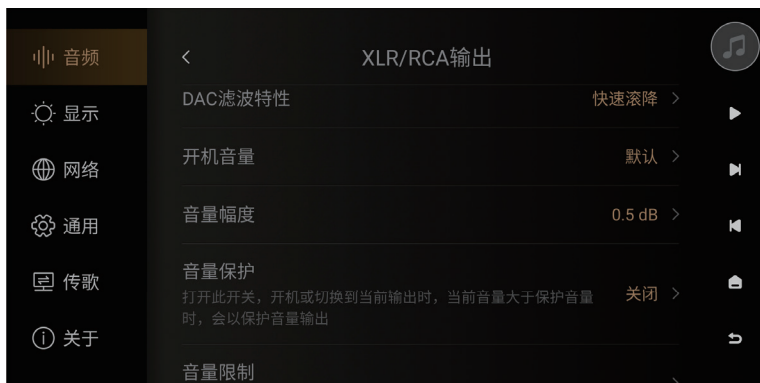 音频
显示
网络
通用
传歌
关于
XLR/RCA输出
DAC滤波特性
快速滚降
开机音量
默认
音量幅度
0.5 dB
音量保护
打开此开关，开机或切换到当前输出时，当前音量大于保护音量
时，会以保护音量输出
关闭
音量限制